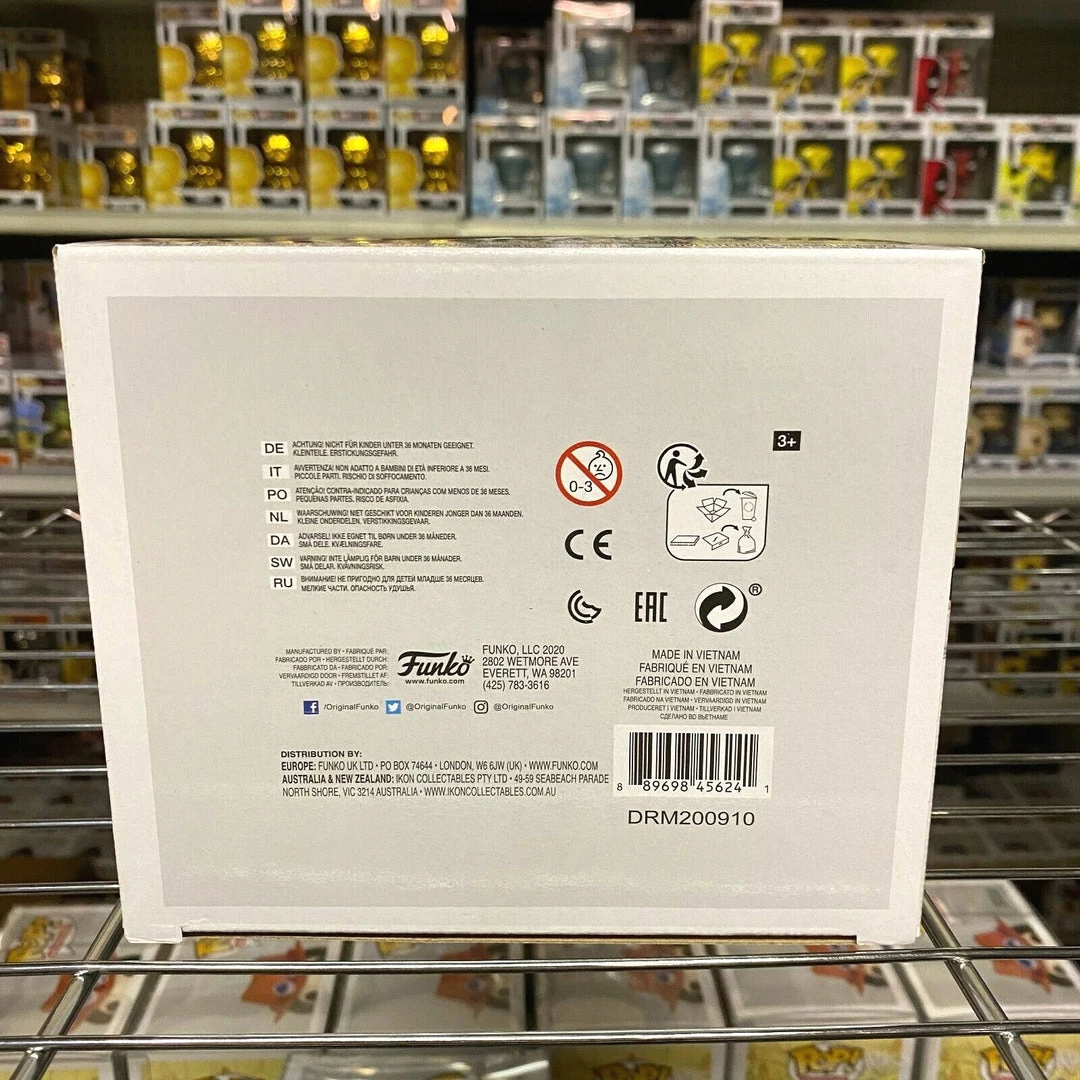 DE ACHTUNG! NICHT FÜR KINDER UNTER 36 MONATEN GEEIGNET.
KLEINTEILE. ERSTICKUNGSGEFAHR.
IT AVVERTENZA! NON ADATTO A BAMBINI DI ETÀ INFERIORE A 36 MESI.
PICCOLE PARTI. RISCHIO DI SOFFOCAMENTO.
PO ATENÇÃO! CONTRA-INDICADO PARA CRIANÇAS COM MENOS DE 36 MESES.
PEQUENAS PARTES. RISCO DE ASFIXIA.
NL WAARSCHUWING! NIET GESCHIKT VOOR KINDEREN JONGER DAN 36 MAANDEN.
KLEINE ONDERDELEN. VERSTIKKINGSGEVAAR.
DA ADVARSEL! IKKE EGNET TIL BØRN UNDER 36 MÅNEDER.
SMÅ DELE. KVÆLNINGSFARE.
SW VARNING! INTE LÄMPLIG FÖR BARN UNDER 36 MÅNADER.
SMÅ DELAR. KVÄVNINGSRISK.
RU ВНИМАНИЕ! НЕ ПРИГОДНО ДЛЯ ДЕТЕЙ МЛАДШЕ 36 МЕСЯЦЕВ.
МЕЛКИЕ ЧАСТИ. ОПАСНОСТЬ УДУШЬЯ.
0-3
3+
CE
EAC
®
MANUFACTURED BY • FABRIQUÉ PAR:
FABRICADO POR • HERGESTELLT DURCH:
FABBRICATO DA • FABRICADO POR:
VERVAARDIGD DOOR • FREMSTILLET AF:
TILLVERKAD AV • ПРОИЗВОДИТЕЛЬ:
Funko
www.funko.com
FUNKO, LLC 2020
2802 WETMORE AVE
EVERETT, WA 98201
(425) 783-3616
/OriginalFunko @OriginalFunko @OriginalFunko
MADE IN VIETNAM
FABRIQUÉ EN VIETNAM
FABRICADO EN VIETNAM
HERGESTELLT IN VIETNAM • FABBRICATO IN VIETNAM
FABRICADO NA VIETNAM • VERVAARDIGD IN VIETNAM
PRODUCERET I VIETNAM • TILLVERKAD I VIETNAM
СДЕЛАНО ВО ВЬЕТНАМЕ
DISTRIBUTION BY:
EUROPE: FUNKO UK LTD • PO BOX 74644 • LONDON, W6 6JW (UK) • WWW.FUNKO.COM
AUSTRALIA & NEW ZEALAND: IKON COLLECTABLES PTY LTD • 49-59 SEABEACH PARADE
NORTH SHORE, VIC 3214 AUSTRALIA • WWW.IKONCOLLECTABLES.COM.AU
8 89698 45624 1
DRM200910
POP!
POP!
POP!